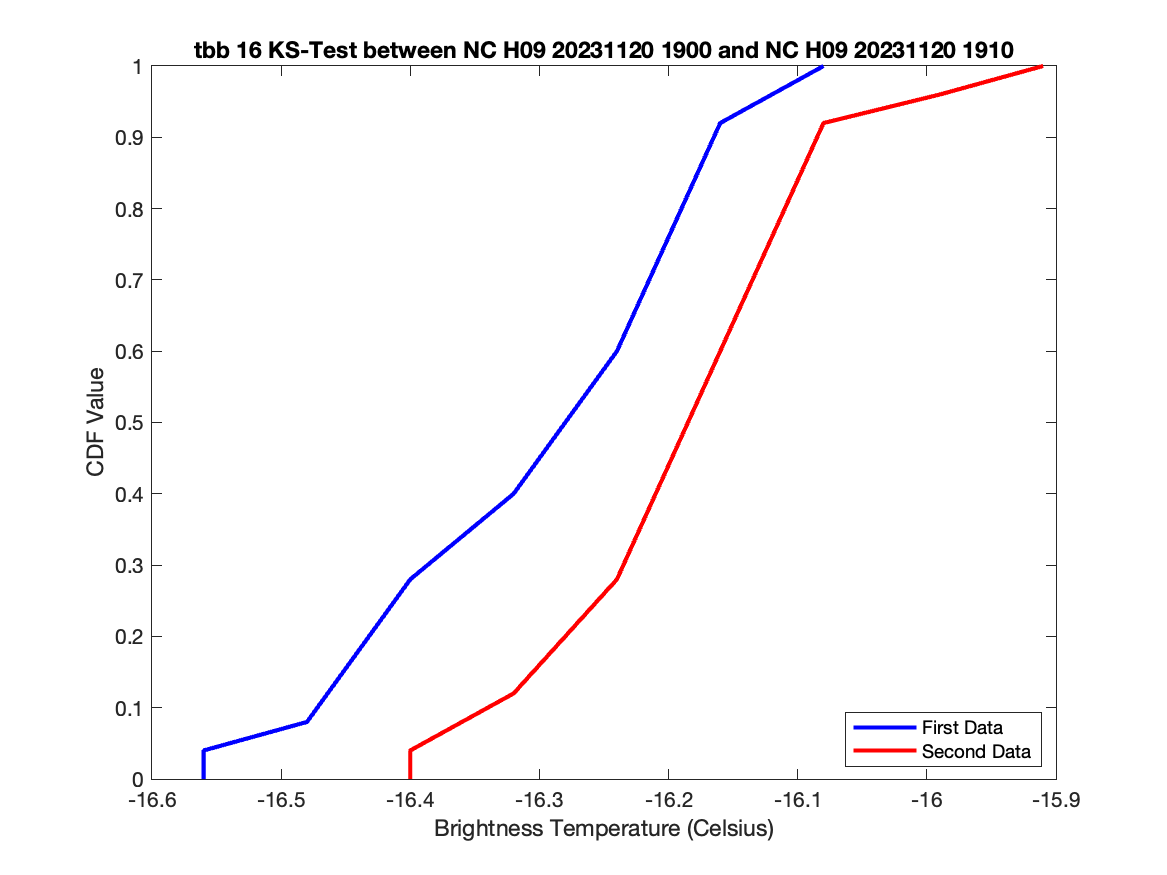 tbb 16 KS-Test between NC H09 20231120 1900 and NC H09 20231120 1910
1
0.9
0.8
0.7
0.6
0.5
0.4
0.3
0.2
0.1
0
CDF Value
First Data
Second Data
-16.6 -16.5 -16.4 -16.3 -16.2 -16.1 -16 -15.9
Brightness Temperature (Celsius)